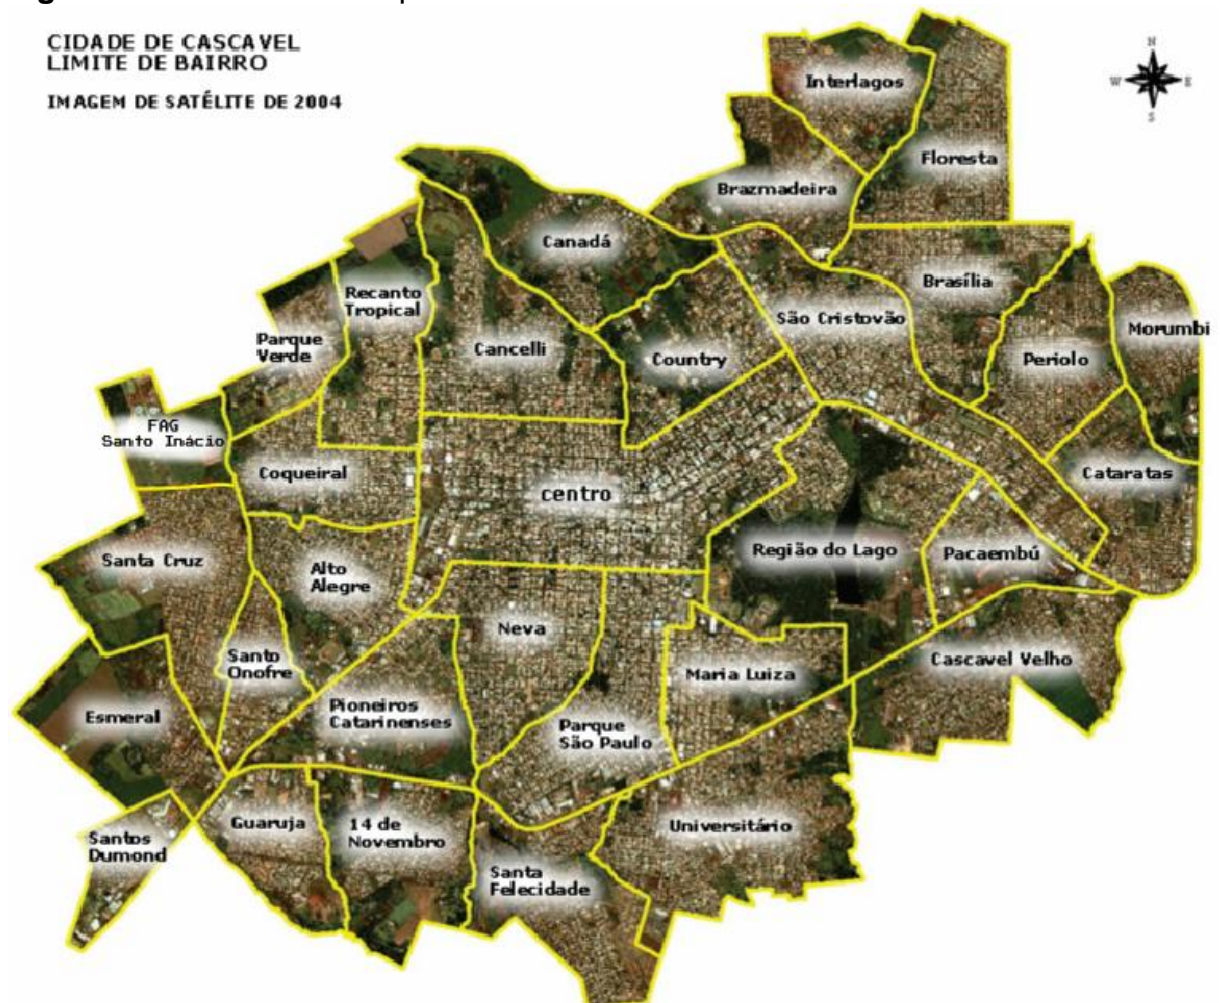 CIDADE DE CASCAVEL
LIMITE DE BAIRRO
IMAGEM DE SATÉLITE DE 2004
N
W
E
S
Interlagos
Floresta
Brazmadeira
Canadá
Brasília
Recanto
Tropical
São Cristovão
Morumbi
Parque
Verde
Cancelli
Country
Periolo
FAG
Santo Inácio
Coqueiral
centro
Cataratas
Santa Cruz
Alto
Alegre
Região do Lago
Pacaembú
Neva
Santo
Onofre
Maria Luiza
Cascavel Velho
Esmeral
Pioneiros
Catarinenses
Parque
São Paulo
Santos
Dumond
Guaruja
14 de
Novembro
Universitário
Santa
Felecidade